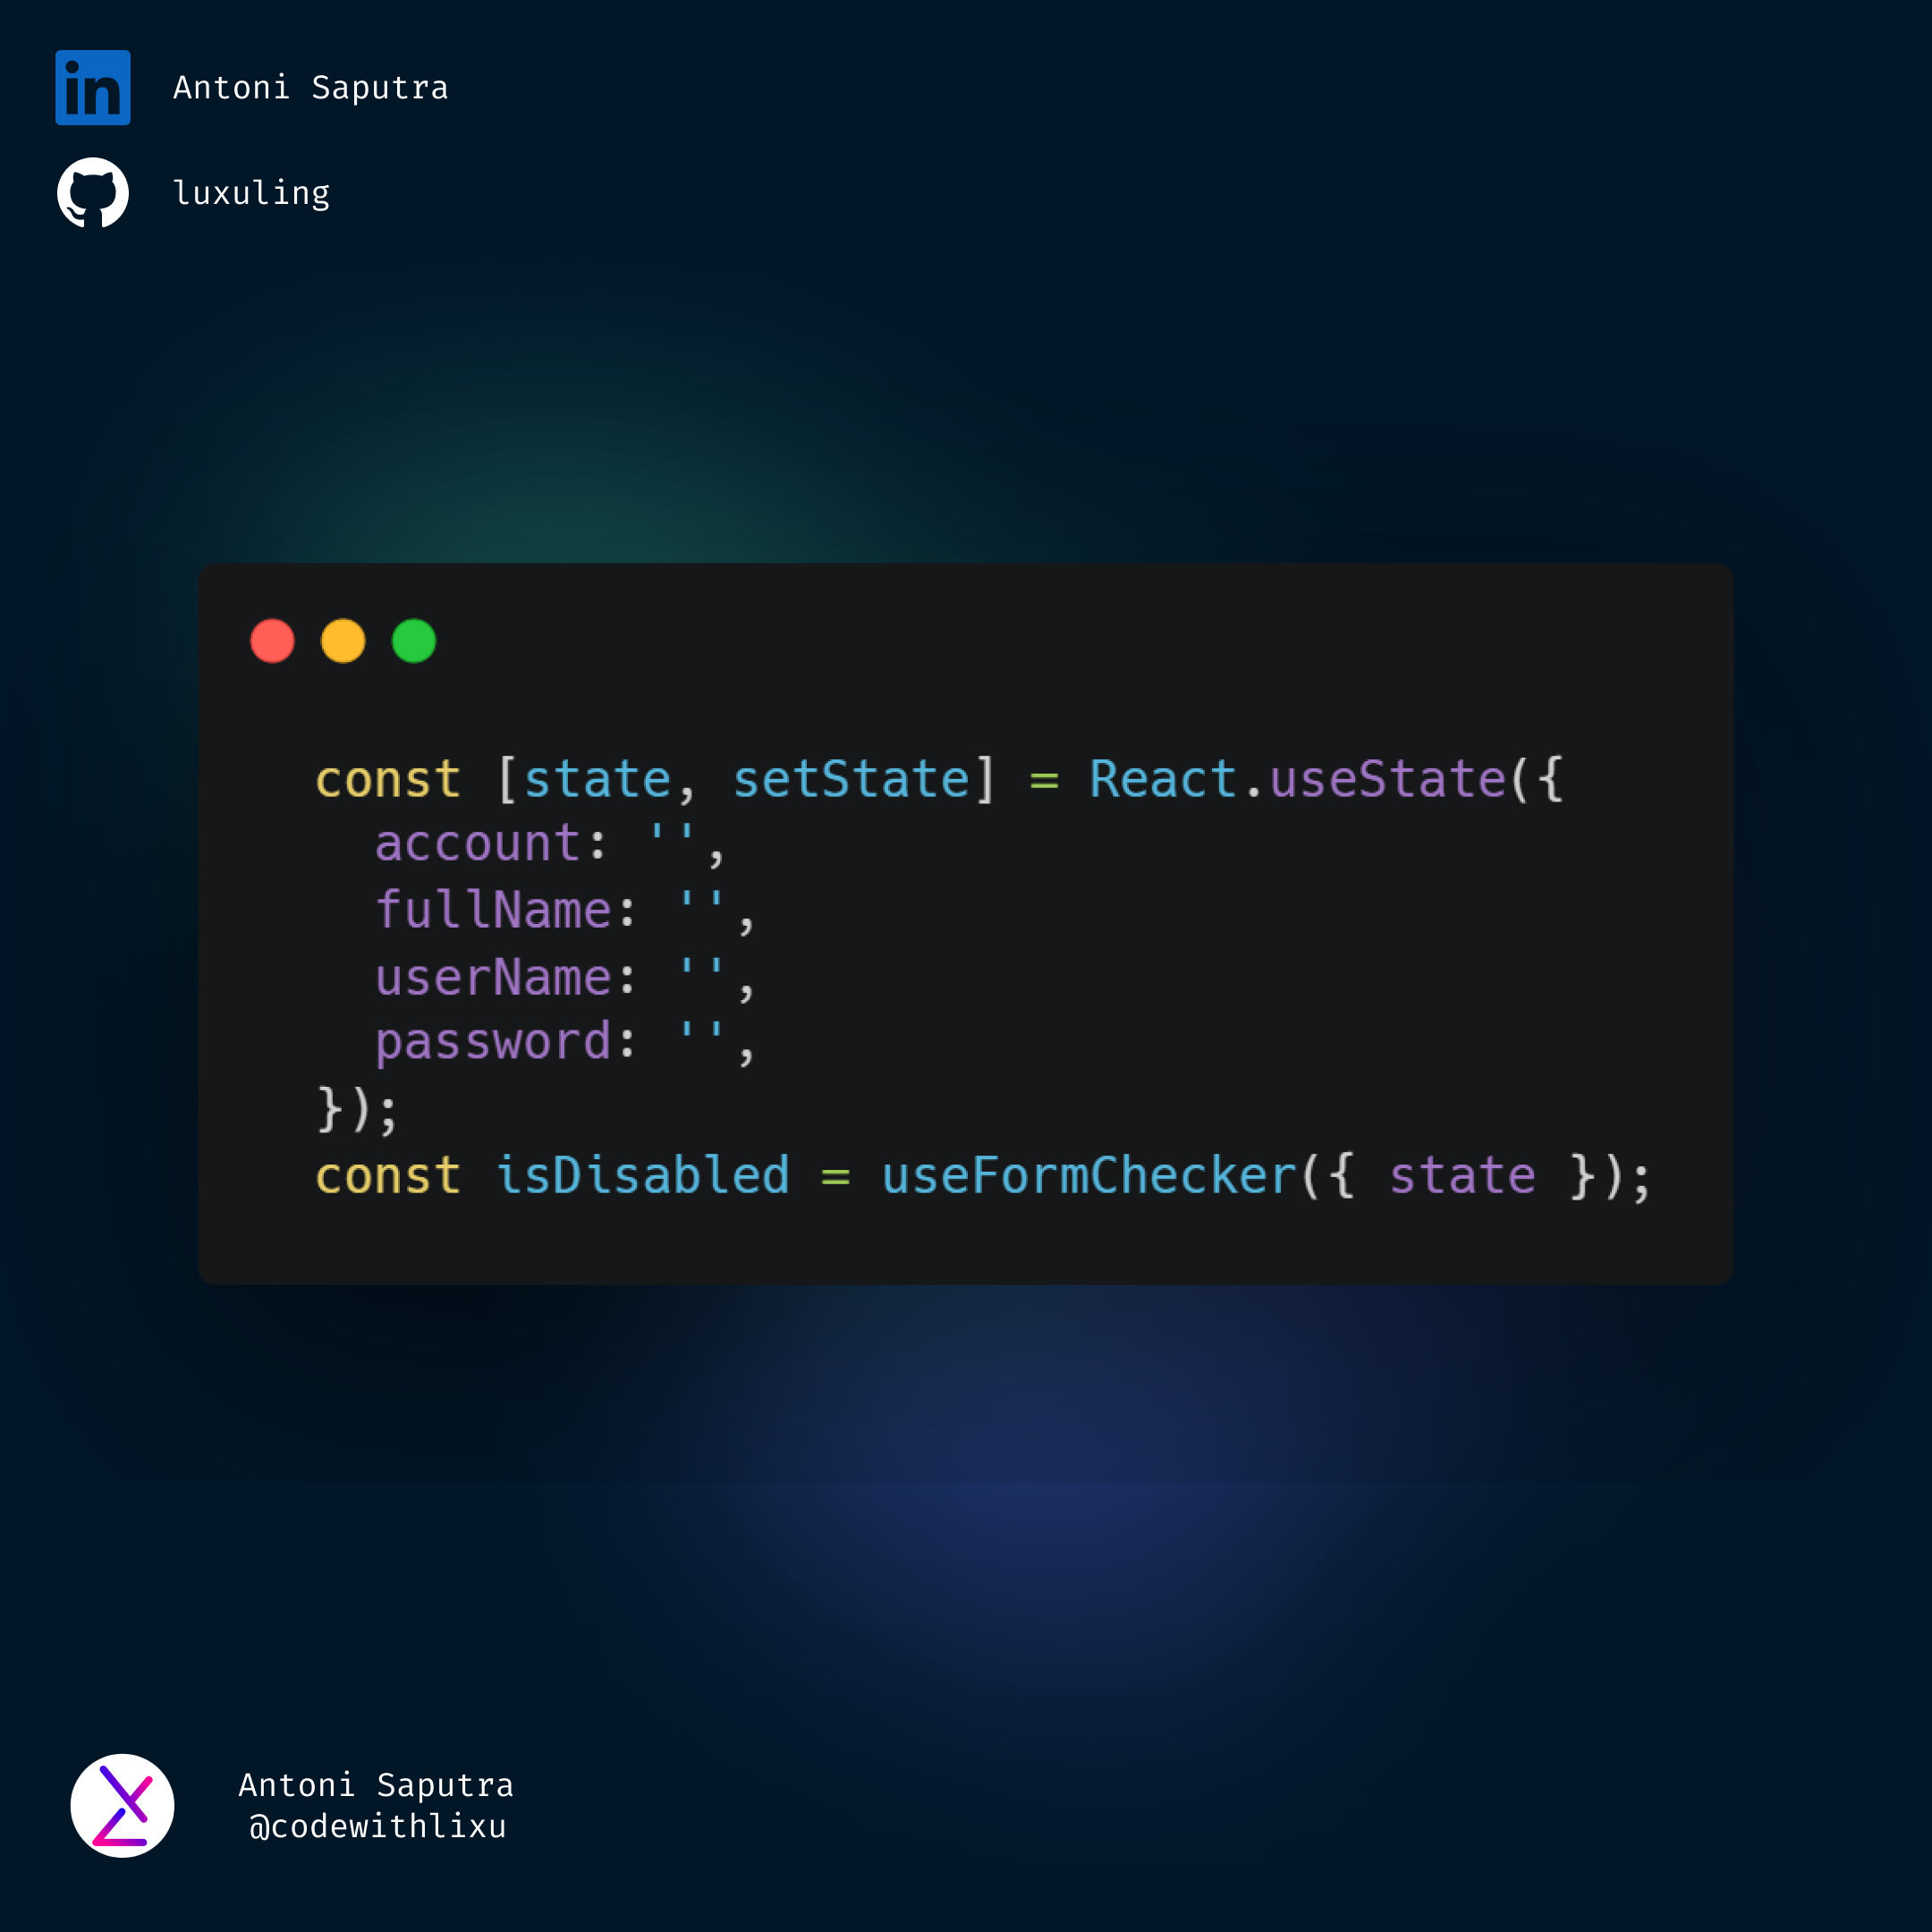 in
Antoni Saputra
luxuling
const [state, setState] = React.useState({
  account: '',
  fullName: '',
  userName: '',
  password: '',
});
const isDisabled = useFormChecker({ state });
Antoni Saputra
@codewithlixu